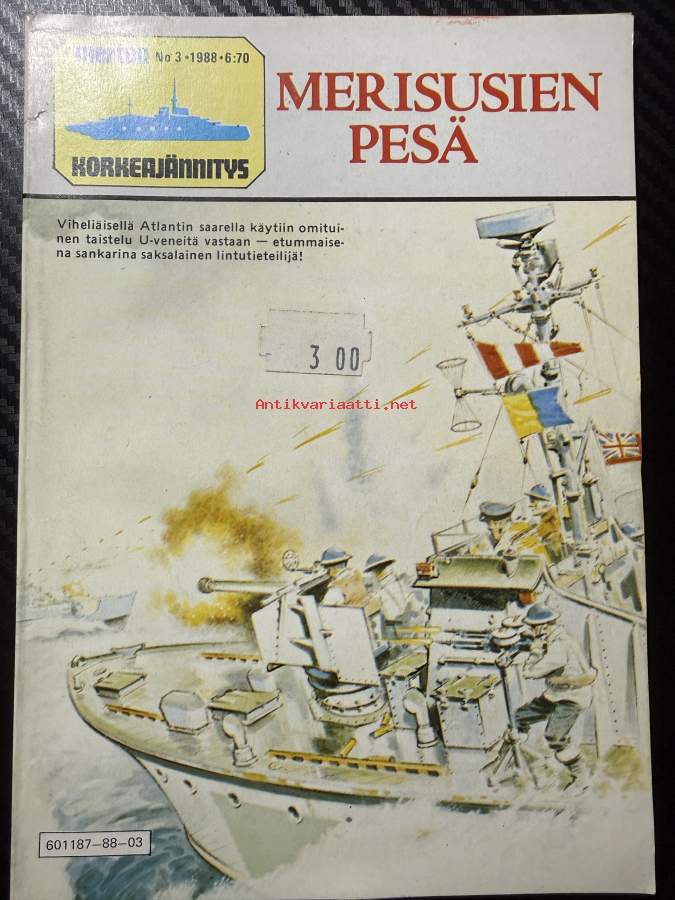 merten No 3 • 1988 • 6:70
KORKEAJÄNNITYS
MERISUSIEN
PESÄ
Viheliäisellä Atlantin saarella käytiin omitui-
nen taistelu U-veneitä vastaan — etummaise-
na sankarina saksalainen lintutieteilijä!
3 00
Antikvariaatti.net
601187-88-03